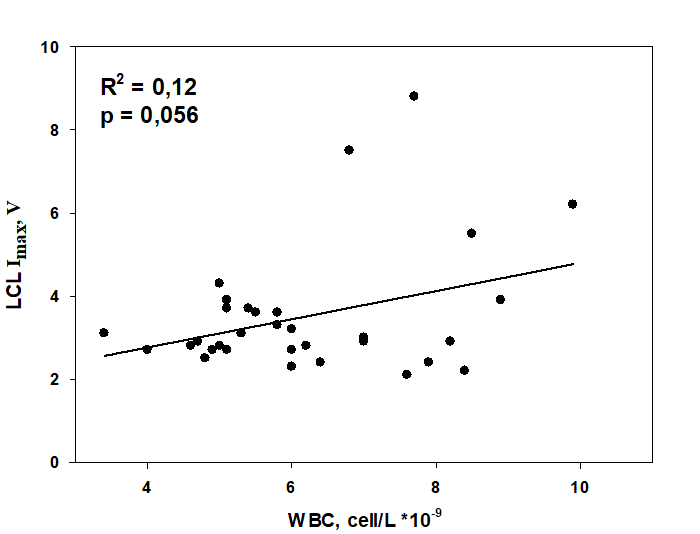 R² = 0,12
p = 0,056
10
8
6
4
2
0
LCL Imax, V
4 6 8 10
WBC, cell/L *10⁻⁹